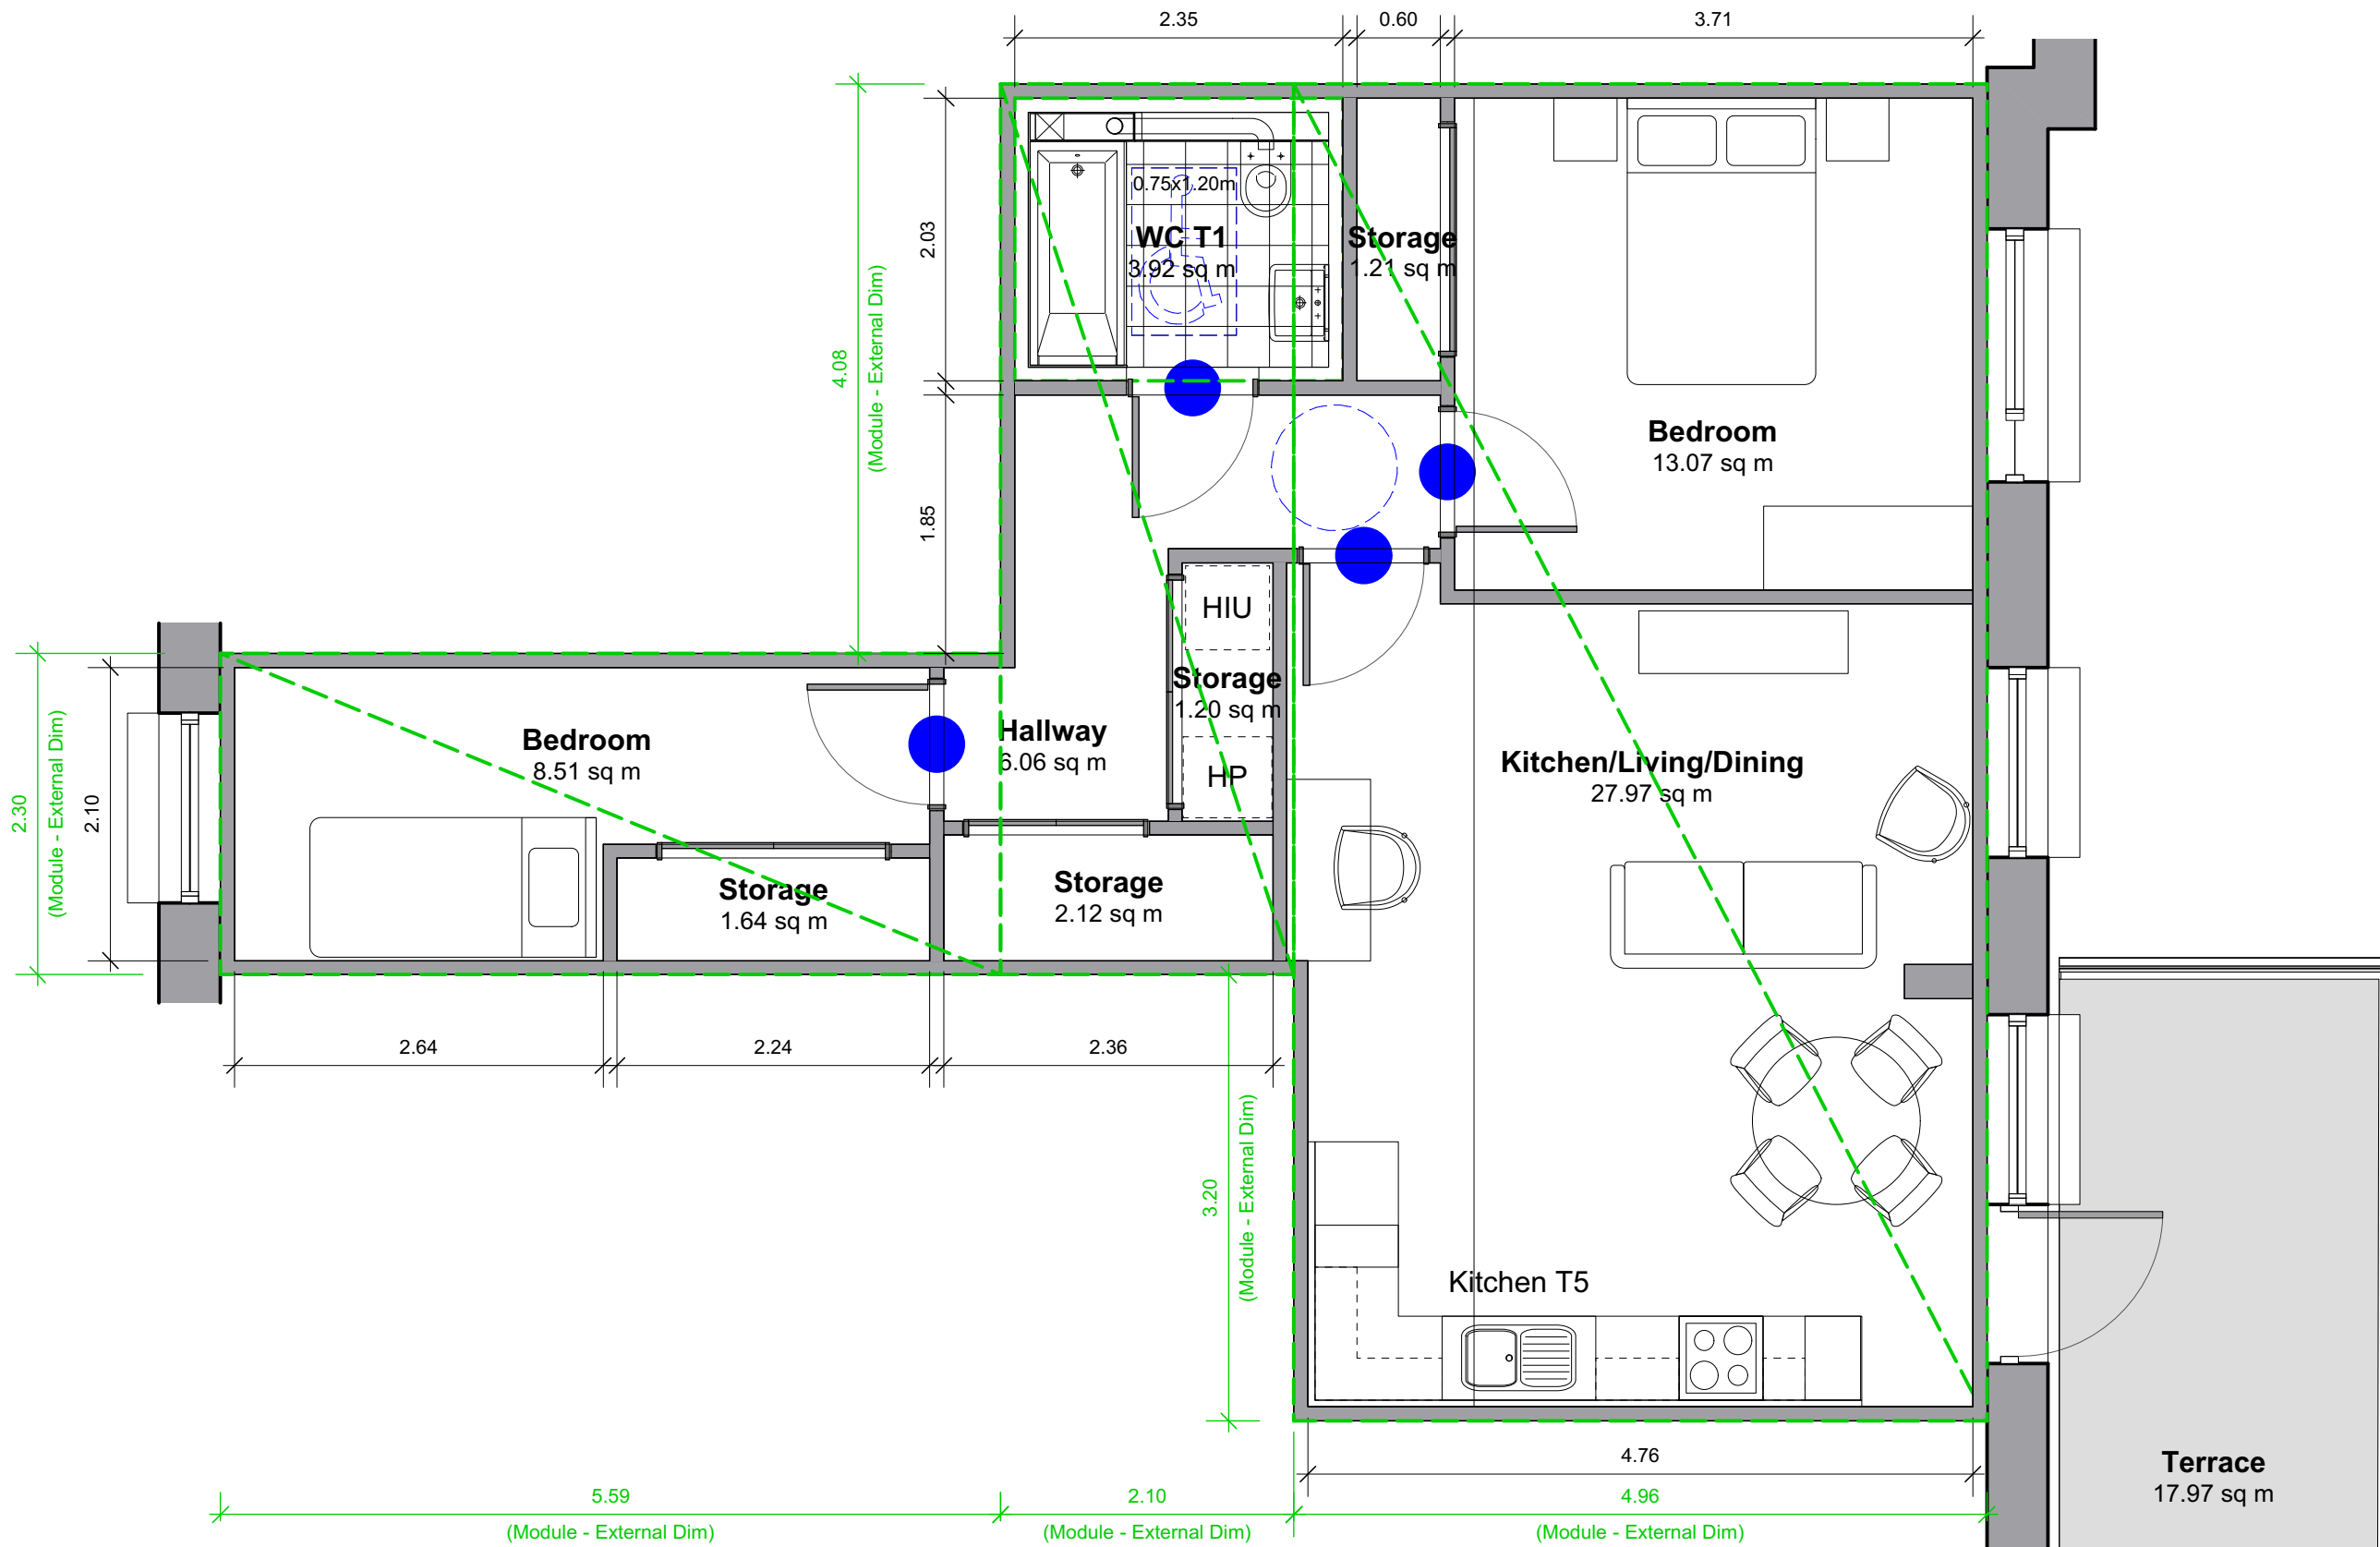 2.35
0.60
3.71
4.08
(Module - External Dim)
2.03
1.85
0.75x1.20m
WC T1
3.92 sq m
Storage
1.21 sq m
Bedroom
13.07 sq m
HIU
Storage
1.20 sq m
HP
Hallway
6.06 sq m
Bedroom
8.51 sq m
Kitchen/Living/Dining
27.97 sq m
2.30
(Module - External Dim)
2.10
Storage
1.64 sq m
Storage
2.12 sq m
2.64
2.24
2.36
3.20
(Module - External Dim)
Kitchen T5
4.76
Terrace
17.97 sq m
5.59
(Module - External Dim)
2.10
(Module - External Dim)
4.96
(Module - External Dim)